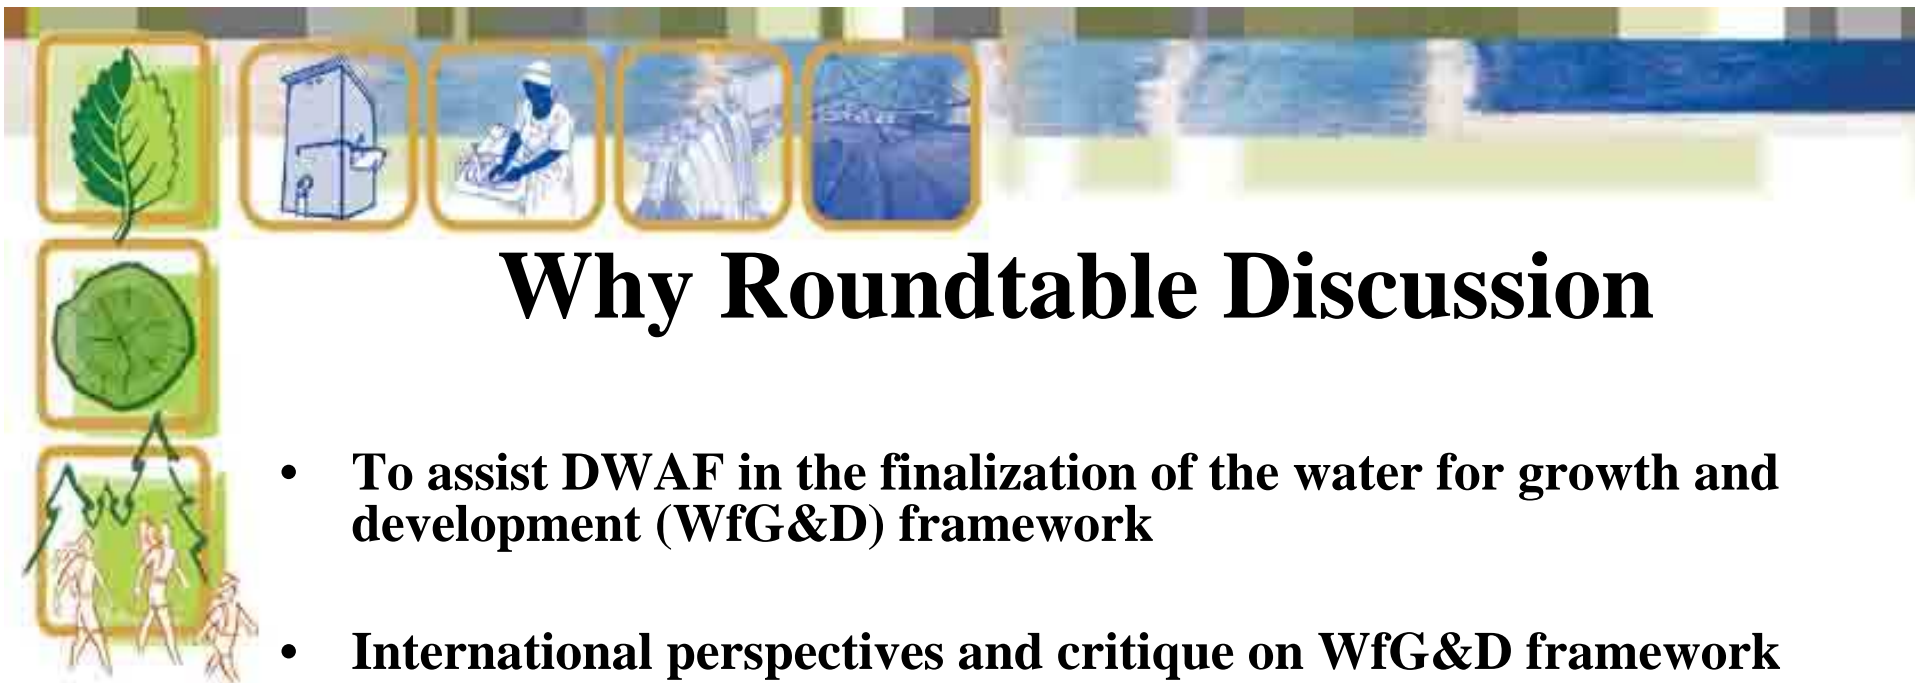 Why Roundtable Discussion
• To assist DWAF in the finalization of the water for growth and
development (WfG&D) framework
• International perspectives and critique on WfG&D framework